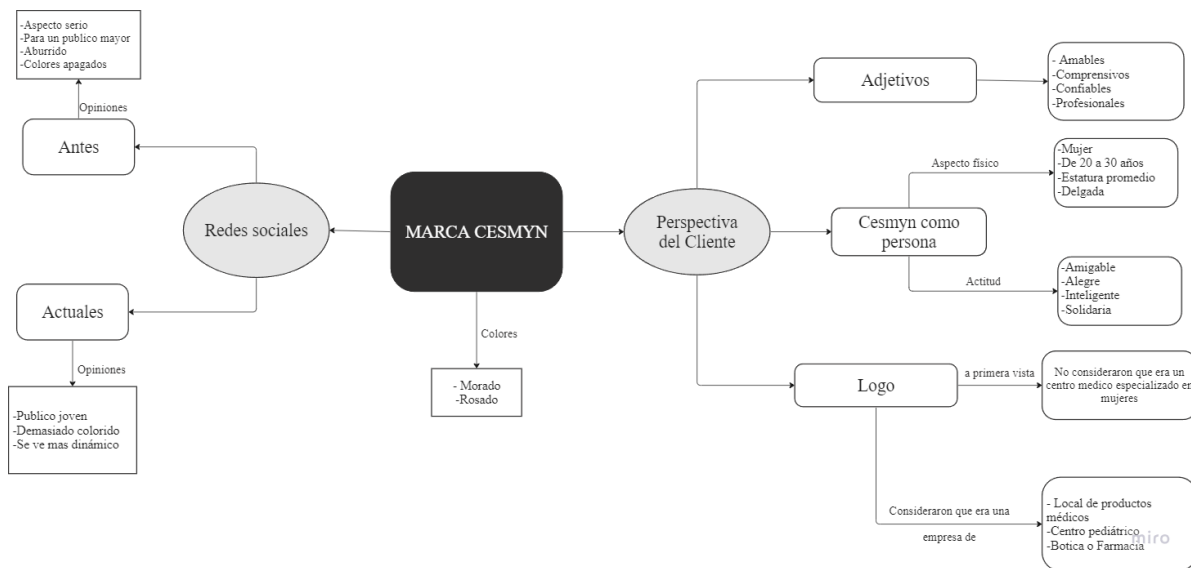 -Aspecto serio
-Para un publico mayor
-Aburrido
-Colores apagados
Opiniones
Antes
Redes sociales
Actuales
Opiniones
-Publico joven
-Demasiado colorido
-Se ve mas dinámico
MARCA CESMYN
Colores
- Morado
-Rosado
Perspectiva
del Cliente
Adjetivos
- Amables
-Comprensivos
-Confiables
-Profesionales
Cesmyn como
persona
Aspecto físico
-Mujer
-De 20 a 30 años
-Estatura promedio
-Delgada
Actitud
-Amigable
-Alegre
-Inteligente
-Solidaria
Logo
a primera vista
No consideraron que era un
centro medico especializado en
mujeres
Consideraron que era una
empresa de
- Local de productos
médicos
-Centro pediátrico
-Botica o Farmacia
miro